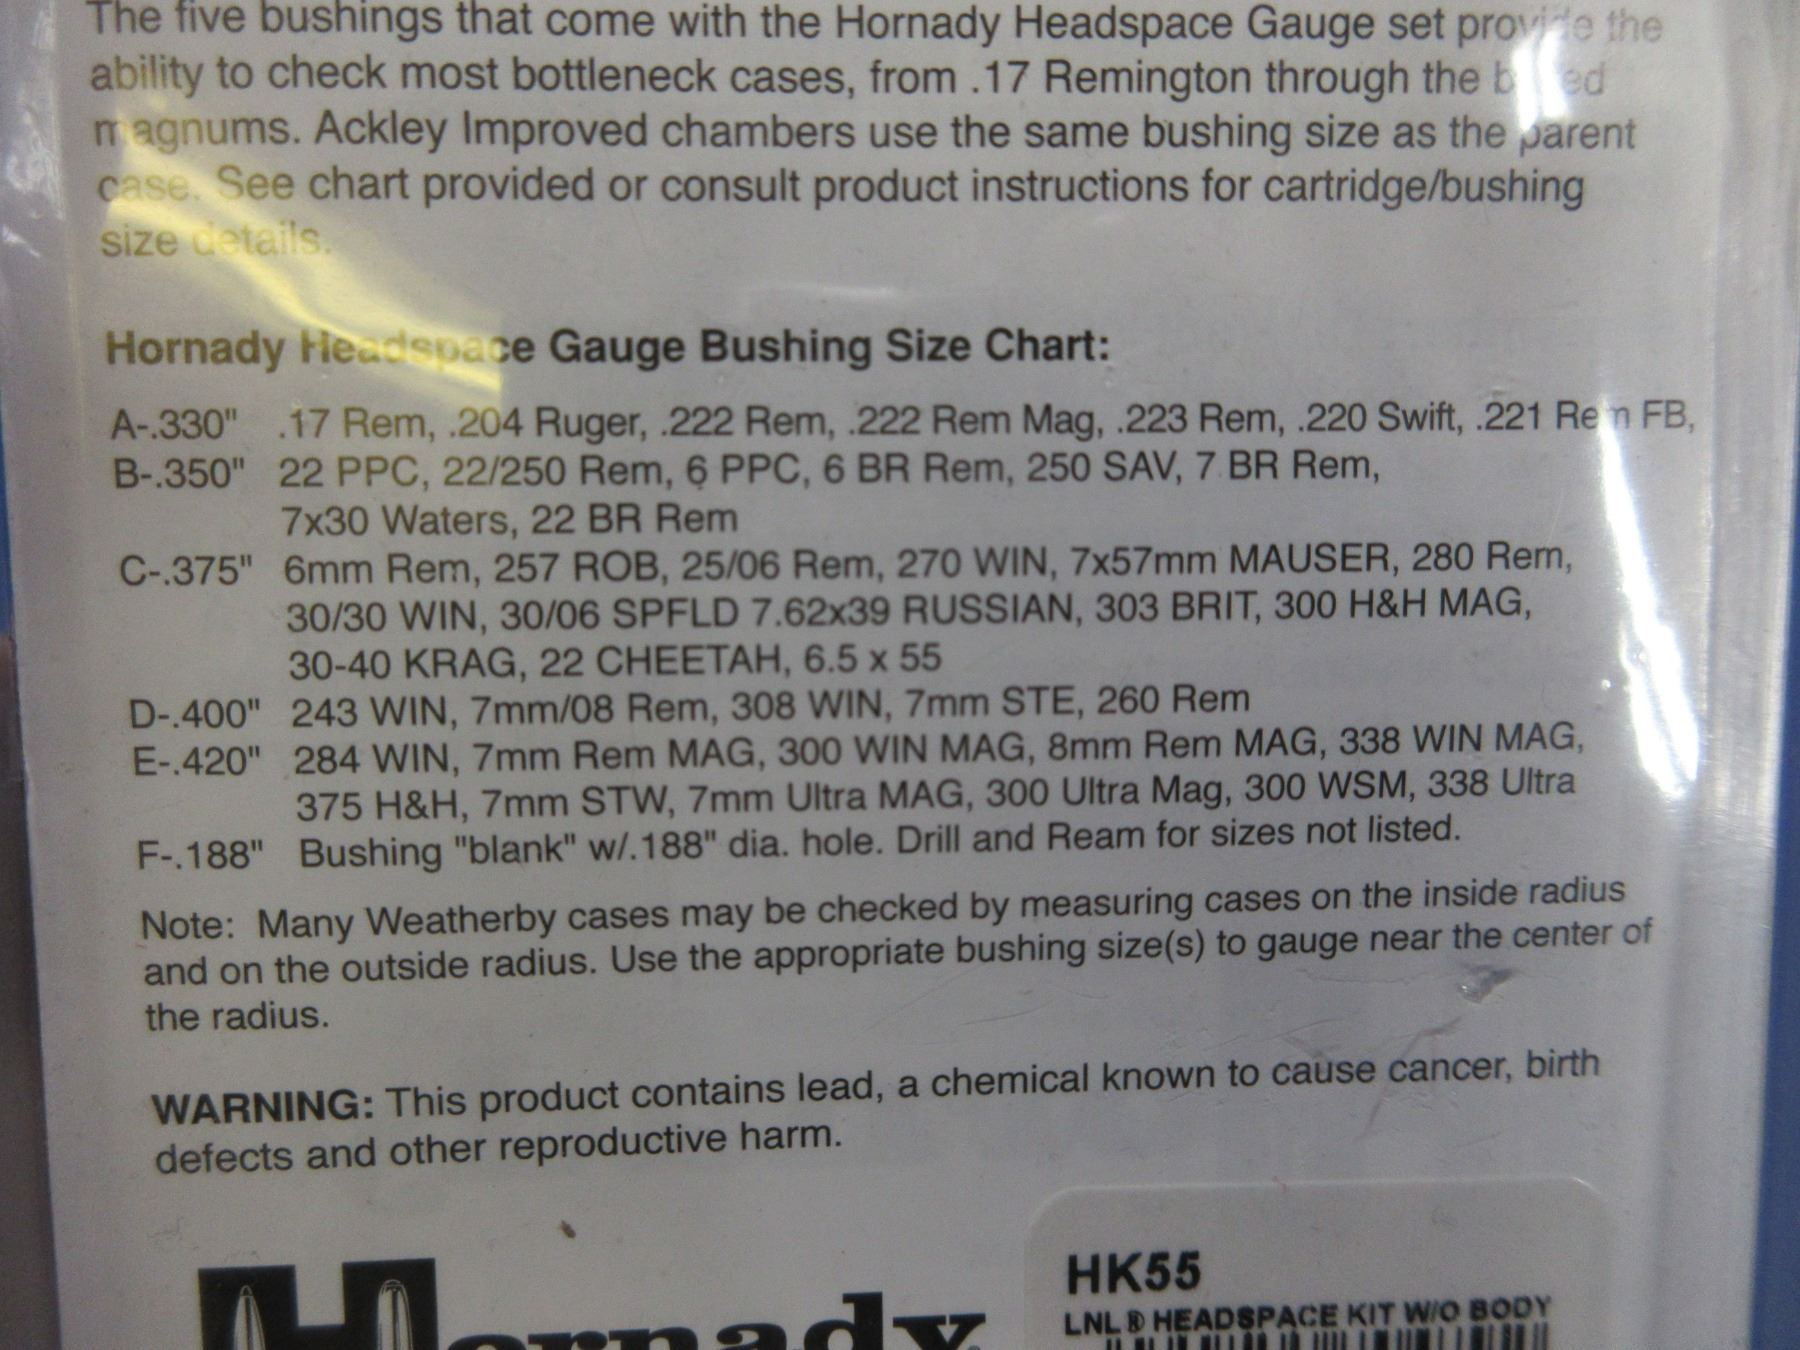 The five bushings that come with the Hornady Headspace Gauge set provide the
ability to check most bottleneck cases, from .17 Remington through the belted
magnums. Ackley Improved chambers use the same bushing size as the parent
case. See chart provided or consult product instructions for cartridge/bushing
size details.
Hornady Headspace Gauge Bushing Size Chart:
A-.330" .17 Rem, .204 Ruger, .222 Rem, .222 Rem Mag, .223 Rem, .220 Swift, .221 Rem FB,
B-.350" 22 PPC, 22/250 Rem, 6 PPC, 6 BR Rem, 250 SAV, 7 BR Rem,
7x30 Waters, 22 BR Rem
C-.375" 6mm Rem, 257 ROB, 25/06 Rem, 270 WIN, 7x57mm MAUSER, 280 Rem,
30/30 WIN, 30/06 SPFLD 7.62x39 RUSSIAN, 303 BRIT, 300 H&H MAG,
30-40 KRAG, 22 CHEETAH, 6.5 x 55
D-.400" 243 WIN, 7mm/08 Rem, 308 WIN, 7mm STE, 260 Rem
E-.420" 284 WIN, 7mm Rem MAG, 300 WIN MAG, 8mm Rem MAG, 338 WIN MAG,
375 H&H, 7mm STW, 7mm Ultra MAG, 300 Ultra Mag, 300 WSM, 338 Ultra
F-.188" Bushing "blank" w/.188" dia. hole. Drill and Ream for sizes not listed.
Note: Many Weatherby cases may be checked by measuring cases on the inside radius
and on the outside radius. Use the appropriate bushing size(s) to gauge near the center of
the radius.
WARNING: This product contains lead, a chemical known to cause cancer, birth
defects and other reproductive harm.
Hornady
HK55
LNL® HEADSPACE KIT W/O BODY